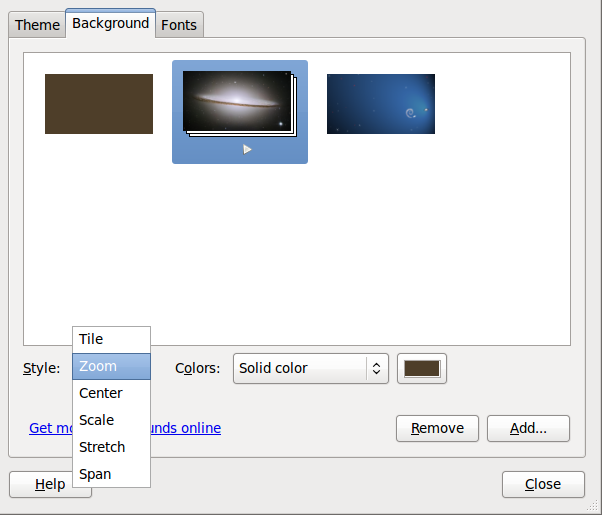 Theme Background Fonts
Tile
Style: Zoom Colors: Solid color
Center
Scale
Get mo unds online Remove Add...
Stretch
Span
Help Close